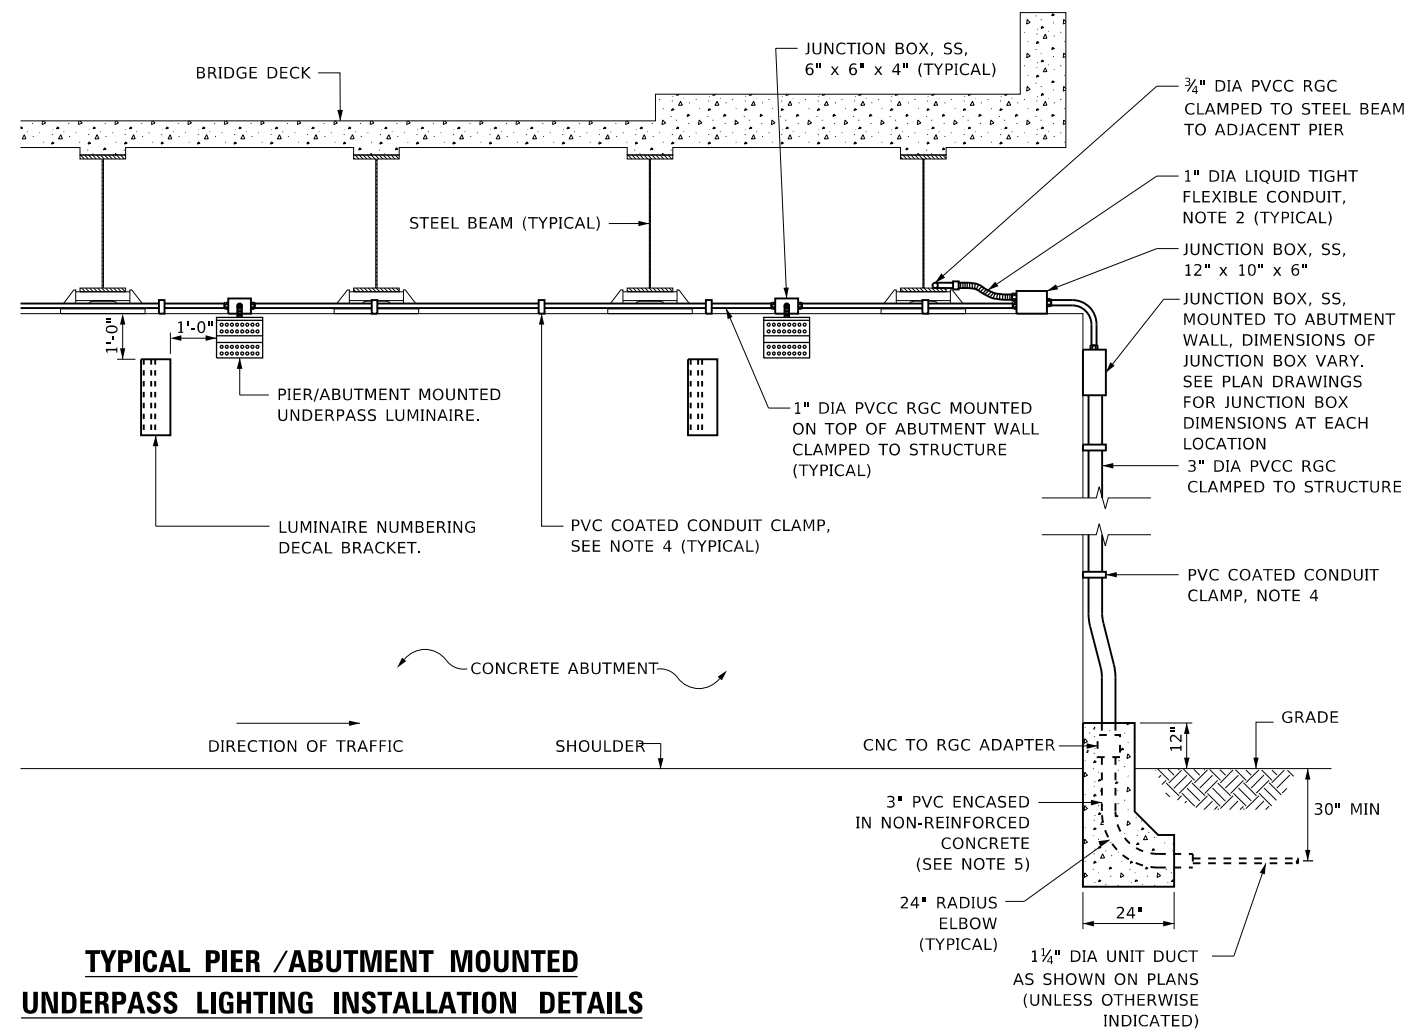 JUNCTION BOX, SS,
6" x 6" x 4" (TYPICAL)
BRIDGE DECK
3/4" DIA PVCC RGC
CLAMPED TO STEEL BEAM
TO ADJACENT PIER
1" DIA LIQUID TIGHT
FLEXIBLE CONDUIT,
NOTE 2 (TYPICAL)
STEEL BEAM (TYPICAL)
JUNCTION BOX, SS,
12" x 10" x 6"
JUNCTION BOX, SS,
MOUNTED TO ABUTMENT
WALL, DIMENSIONS OF
JUNCTION BOX VARY.
SEE PLAN DRAWINGS
FOR JUNCTION BOX
DIMENSIONS AT EACH
LOCATION
1'-0"
1'-0"
PIER/ABUTMENT MOUNTED
UNDERPASS LUMINAIRE.
1" DIA PVCC RGC MOUNTED
ON TOP OF ABUTMENT WALL
CLAMPED TO STRUCTURE
(TYPICAL)
3" DIA PVCC RGC
CLAMPED TO STRUCTURE
LUMINAIRE NUMBERING
DECAL BRACKET.
PVC COATED CONDUIT CLAMP,
SEE NOTE 4 (TYPICAL)
PVC COATED CONDUIT
CLAMP, NOTE 4
CONCRETE ABUTMENT
DIRECTION OF TRAFFIC
SHOULDER
CNC TO RGC ADAPTER
12"
GRADE
30" MIN
3" PVC ENCASED
IN NON-REINFORCED
CONCRETE
(SEE NOTE 5)
24" RADIUS
ELBOW
(TYPICAL)
24"
1 1/4" DIA UNIT DUCT
AS SHOWN ON PLANS
(UNLESS OTHERWISE
INDICATED)
TYPICAL PIER /ABUTMENT MOUNTED
UNDERPASS LIGHTING INSTALLATION DETAILS